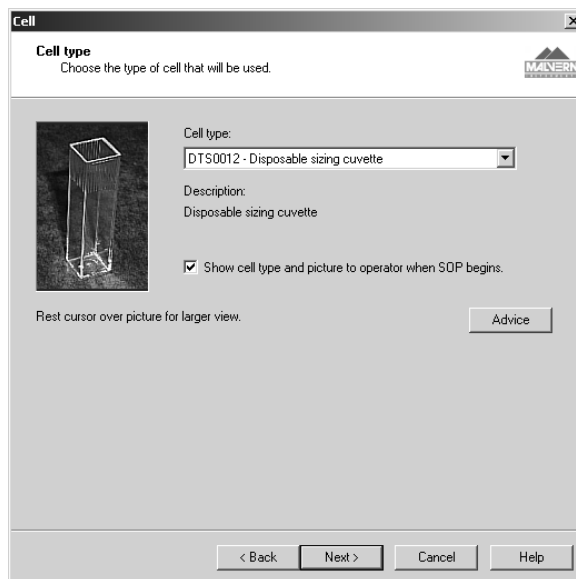 Cell
Cell type
Choose the type of cell that will be used.
MALVERN
Cell type:
DTS0012 - Disposable sizing cuvette
Description:
Disposable sizing cuvette
Show cell type and picture to operator when SOP begins.
Rest cursor over picture for larger view.
Advice
< Back
Next >
Cancel
Help